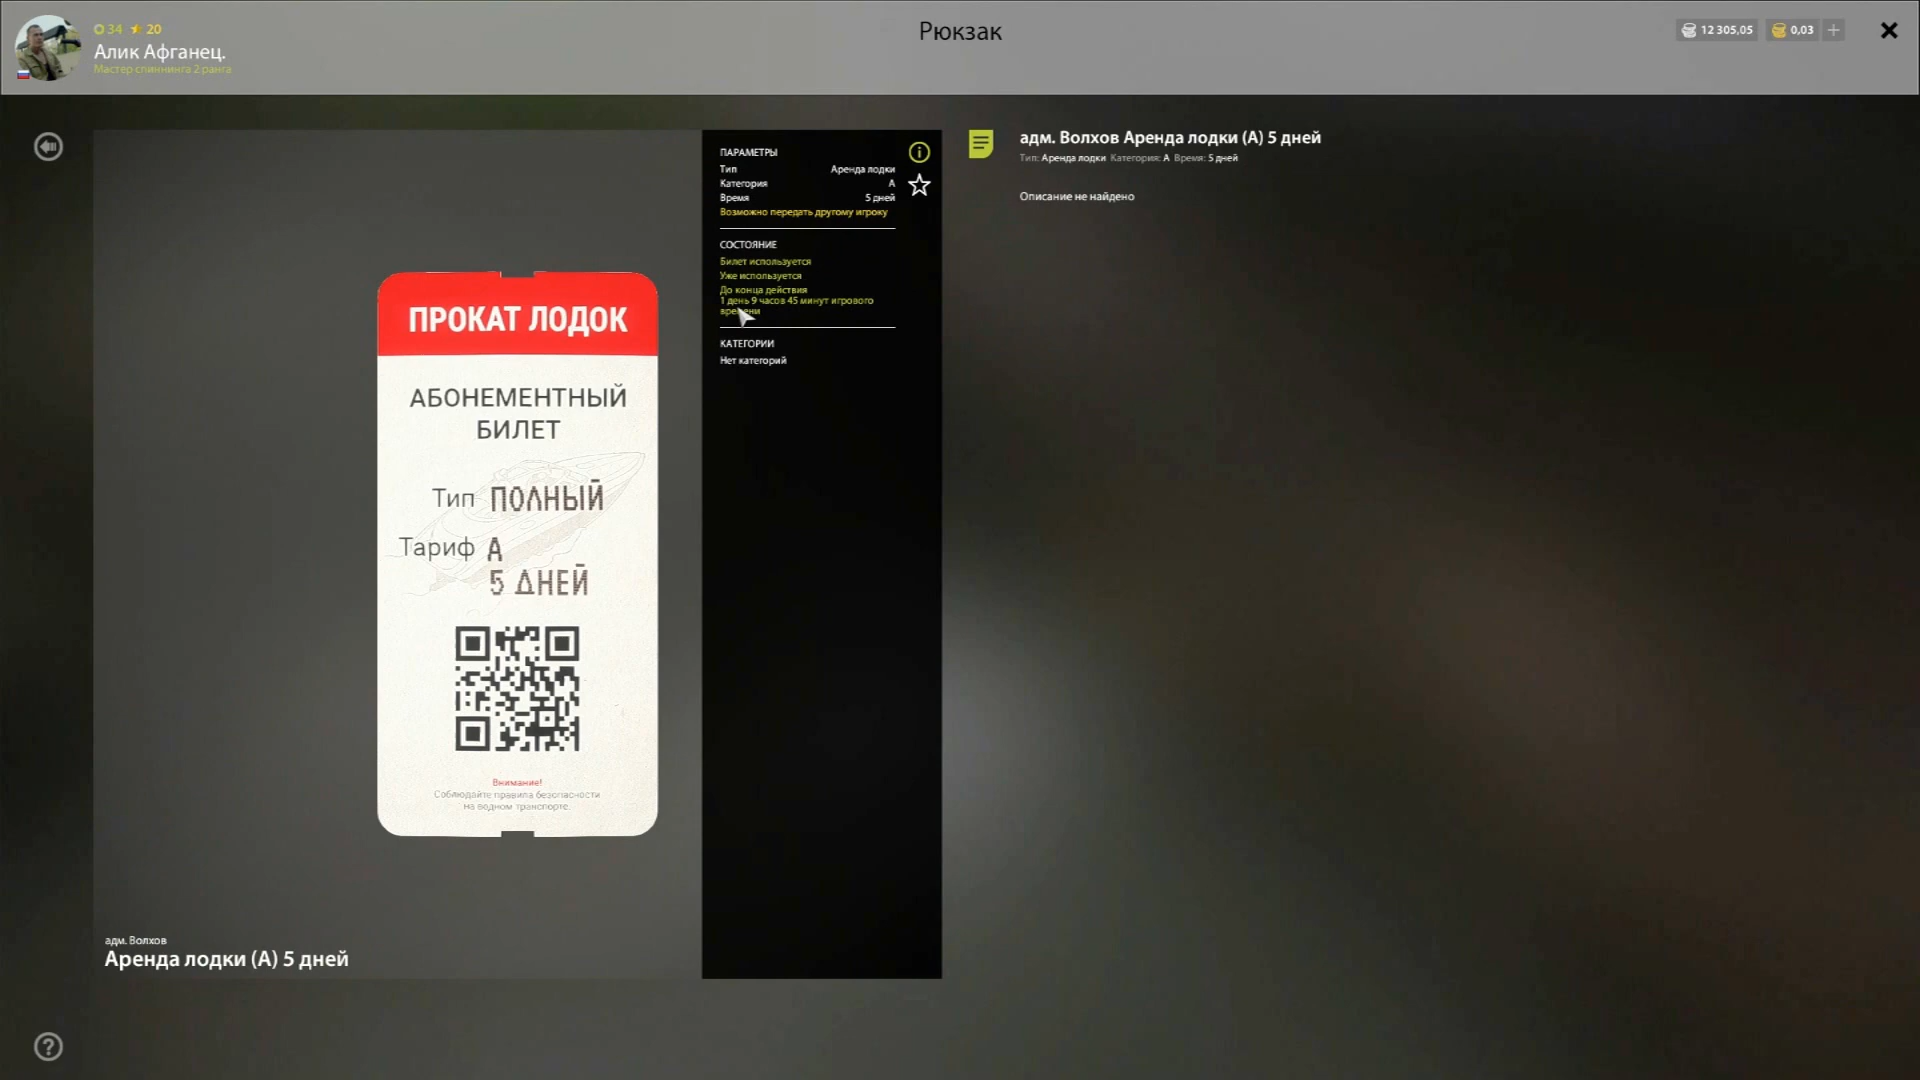 34 20
Алик Афганец.
Мастер спиннинга 2 ранга
Рюкзак
12 305,05 0,03
ПАРАМЕТРЫ
Тип Аренда лодки
Категория А
Время 5 дней
Возможно передать другому игроку
СОСТОЯНИЕ
Билет используется
Уже используется
До конца действия
1 день 9 часов 45 минут игрового
времени
КАТЕГОРИИ
Нет категорий
адм. Волхов Аренда лодки (А) 5 дней
Тип: Аренда лодки Категория: А Время: 5 дней
Описание не найдено
ПРОКАТ ЛОДОК
АБОНЕМЕНТНЫЙ
БИЛЕТ
Тип ПОЛНЫЙ
Тариф А
5 ДНЕЙ
Внимание!
Соблюдайте правила безопасности
на водном транспорте.
адм. Волхов
Аренда лодки (А) 5 дней